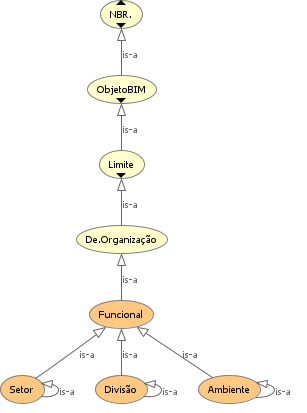 NBR.
is-a
ObjetoBIM
is-a
Limite
is-a
De.Organização
is-a
Funcional
is-a is-a is-a
Setor is-a Divisão is-a Ambiente is-a